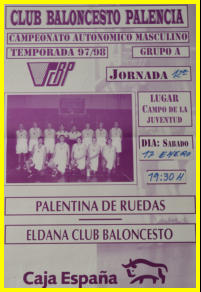 CLUB BALONCESTO PALENCIA
CAMPEONATO AUTONOMICO MASCULINO
TEMPORADA 97/98
GRUPO A
JORNADA 12ª
LUGAR
CAMPO DE LA
JUVENTUD
DIA: SABADO
17 ENERO
19:30 H
PALENTINA DE RUEDAS
ELDANA CLUB BALONCESTO
Caja España